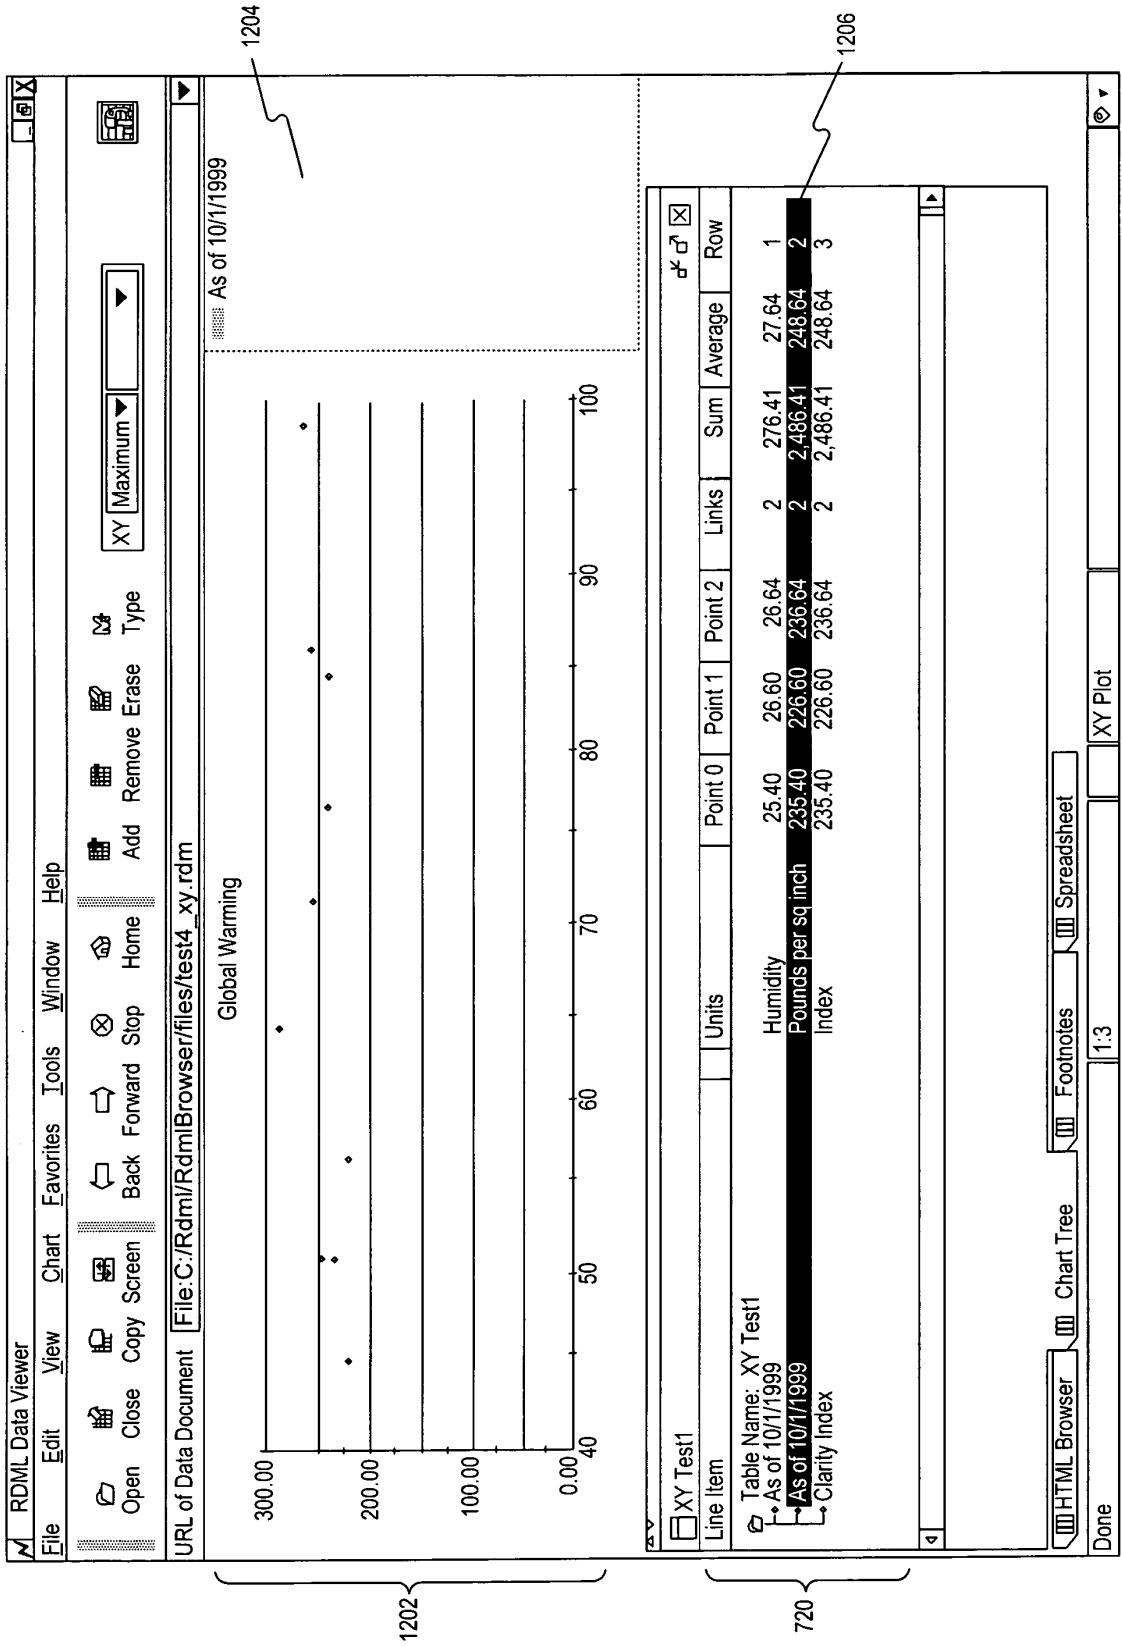 RDML Data Viewer
File Edit View Chart Favorites Tools Window Help
Open Close Copy Screen Back Forward Stop Home Add Remove Erase Type XY Maximum
URL of Data Document File:C:/Rdml/RdmlBrowser/files/test4_xy.rdm
Global Warming
As of 10/1/1999
1204
300.00
200.00
100.00
0.00
40 50 60 70 80 90 100
1202
XY Test1
Line Item Units Point 0 Point 1 Point 2 Links Sum Average Row
Table Name: XY Test1
As of 10/1/1999 Humidity 25.40 26.60 26.64 2 276.41 27.64 1
As of 10/1/1999 Pounds per sq inch 235.40 226.60 236.64 2 2,486.41 248.64 2
Clarity Index Index 235.40 226.60 236.64 2 2,486.41 248.64 3
1206
720
HTML Browser Chart Tree Footnotes Spreadsheet
Done 1:3 XY Plot